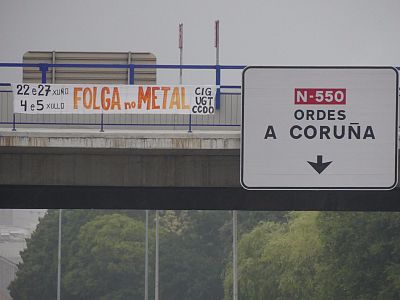 22 e 27 XUÑO
4 e 5 XULLO
FOLGA no METAL
CIG
UGT
CCOO
N-550
ORDES
A CORUÑA